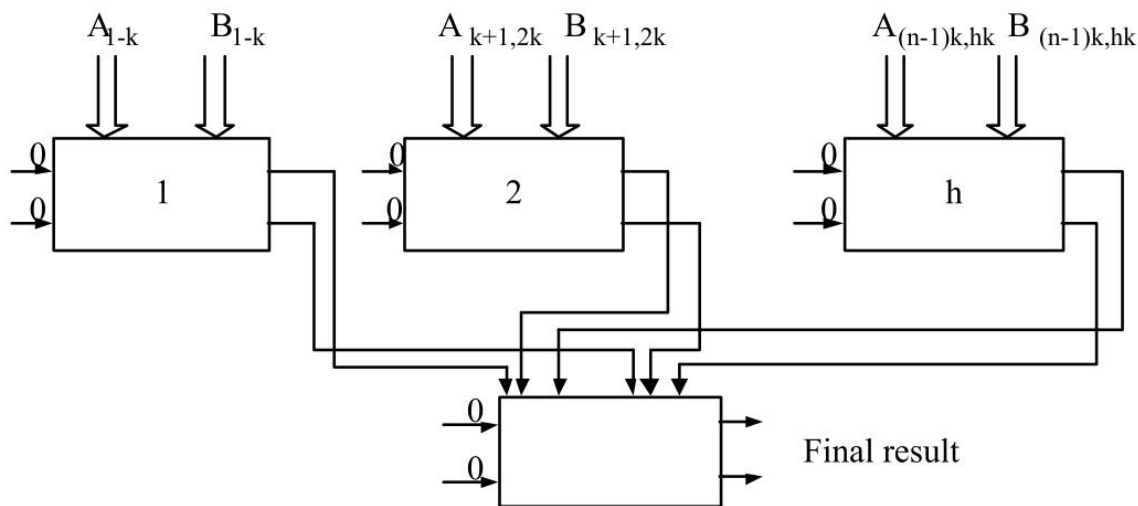 A1-k B1-k A k+1,2k B k+1,2k A(n-1)k,hk B (n-1)k,hk
0 0 0
1 2 h
0 0 0
0
Final result
0